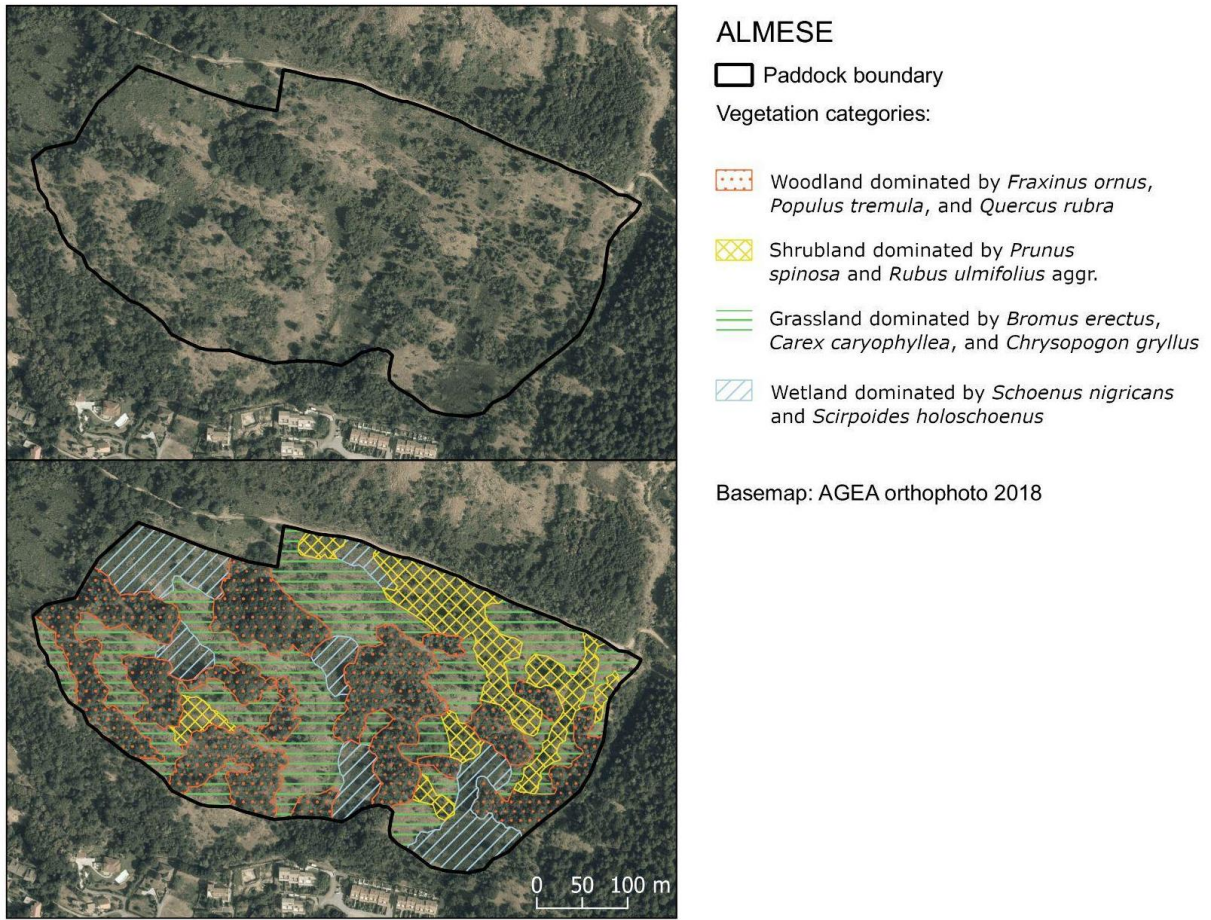 ALMESE
Paddock boundary
Vegetation categories:
Woodland dominated by Fraxinus ornus,
Populus tremula, and Quercus rubra
Shrubland dominated by Prunus
spinosa and Rubus ulmifolius aggr.
Grassland dominated by Bromus erectus,
Carex caryophyllea, and Chrysopogon gryllus
Wetland dominated by Schoenus nigricans
and Scirpoides holoschoenus
Basemap: AGEA orthophoto 2018
0 50 100 m